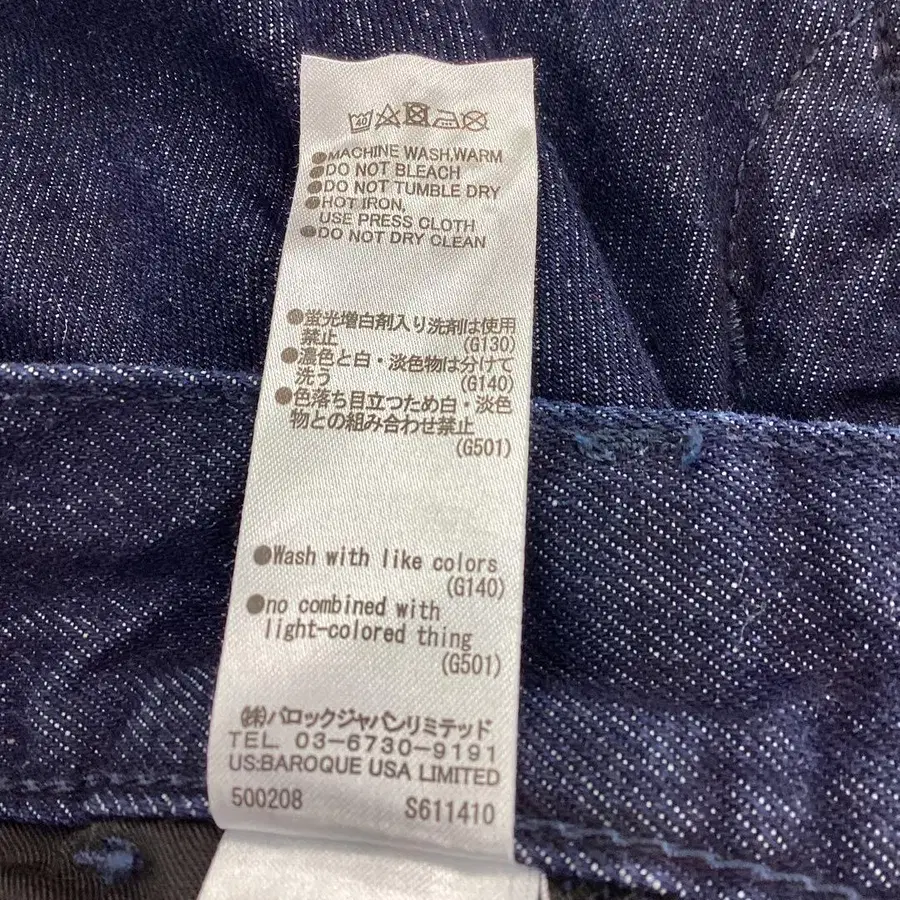 ●MACHINE WASH,WARM
●DO NOT BLEACH
●DO NOT TUMBLE DRY
●HOT IRON,
USE PRESS CLOTH
●DO NOT DRY CLEAN
●蛍光増白剤入り洗剤は使用
禁止 (G130)
●濃色と白・淡色物は分けて
洗う (G140)
●色落ち目立つため白・淡色
物との組み合わせ禁止
(G501)
●Wash with like colors
(G140)
●no combined with
light-colored thing
(G501)
㈱バロックジャパンリミテッド
TEL. 03-6730-9191
US:BAROQUE USA LIMITED
500208 S611410